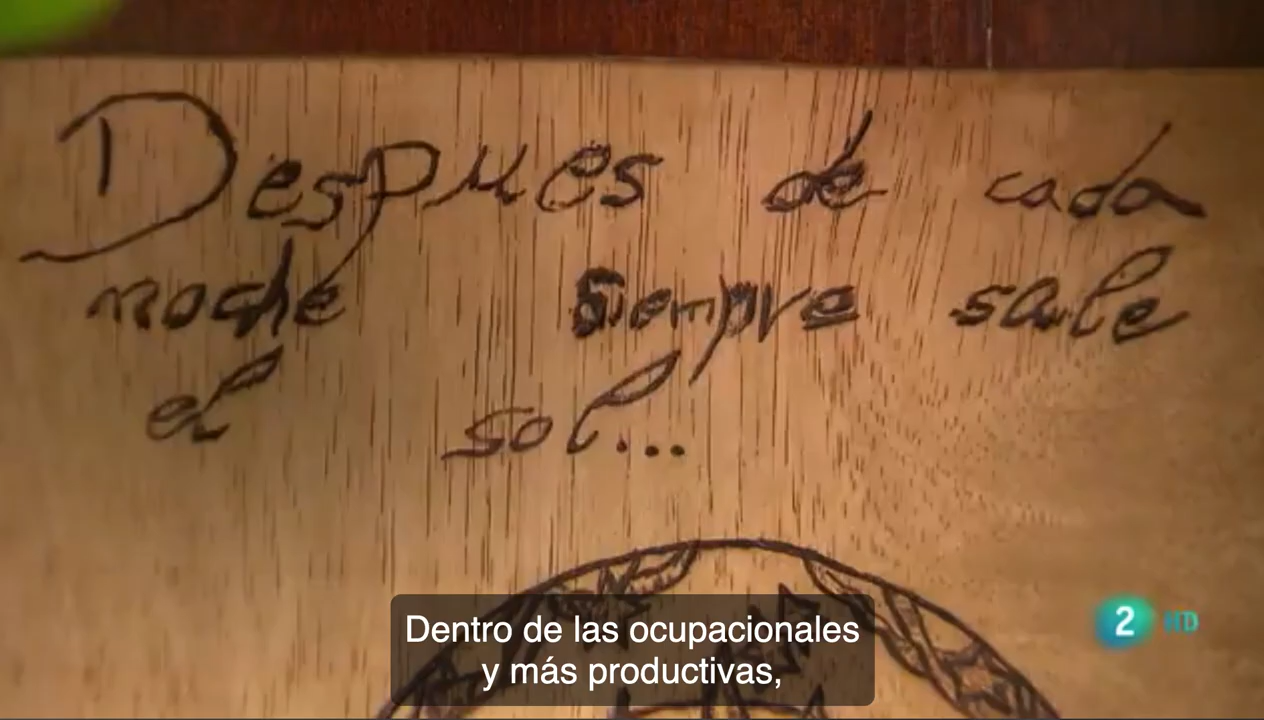 Despues de cada
noche siempre sale
el sol...
Dentro de las ocupacionales
y más productivas,
2 HD